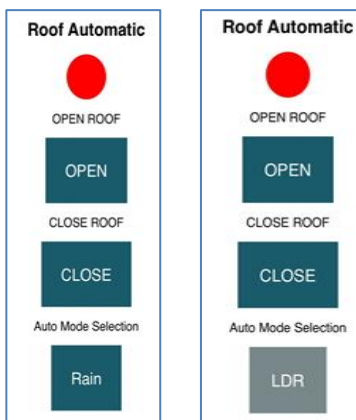 Roof Automatic
OPEN ROOF
OPEN
CLOSE ROOF
CLOSE
Auto Mode Selection
Rain
Roof Automatic
OPEN ROOF
OPEN
CLOSE ROOF
CLOSE
Auto Mode Selection
LDR